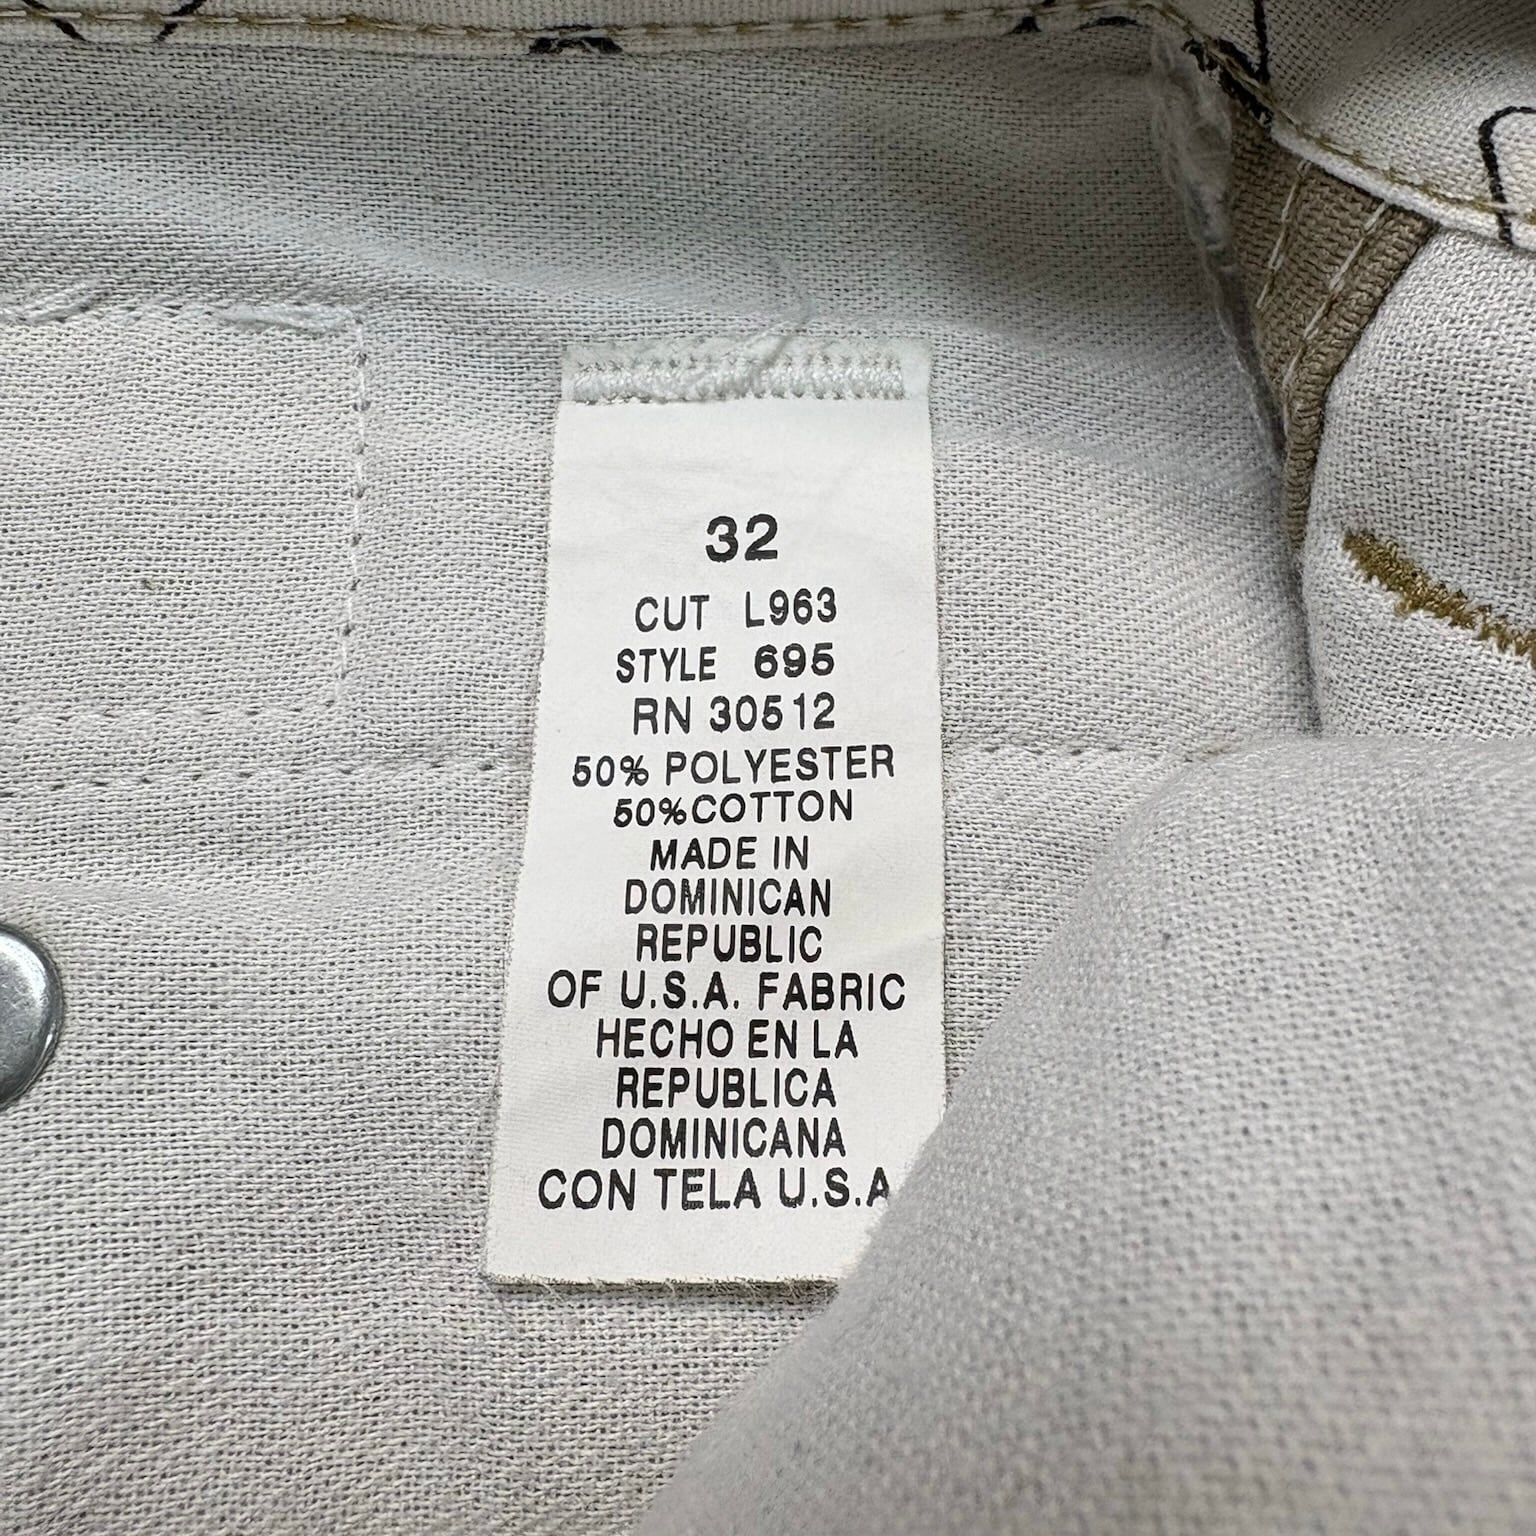 32
CUT L963
STYLE 695
RN 30512
50% POLYESTER
50%COTTON
MADE IN
DOMINICAN
REPUBLIC
OF U.S.A. FABRIC
HECHO EN LA
REPUBLICA
DOMINICANA
CON TELA U.S.A